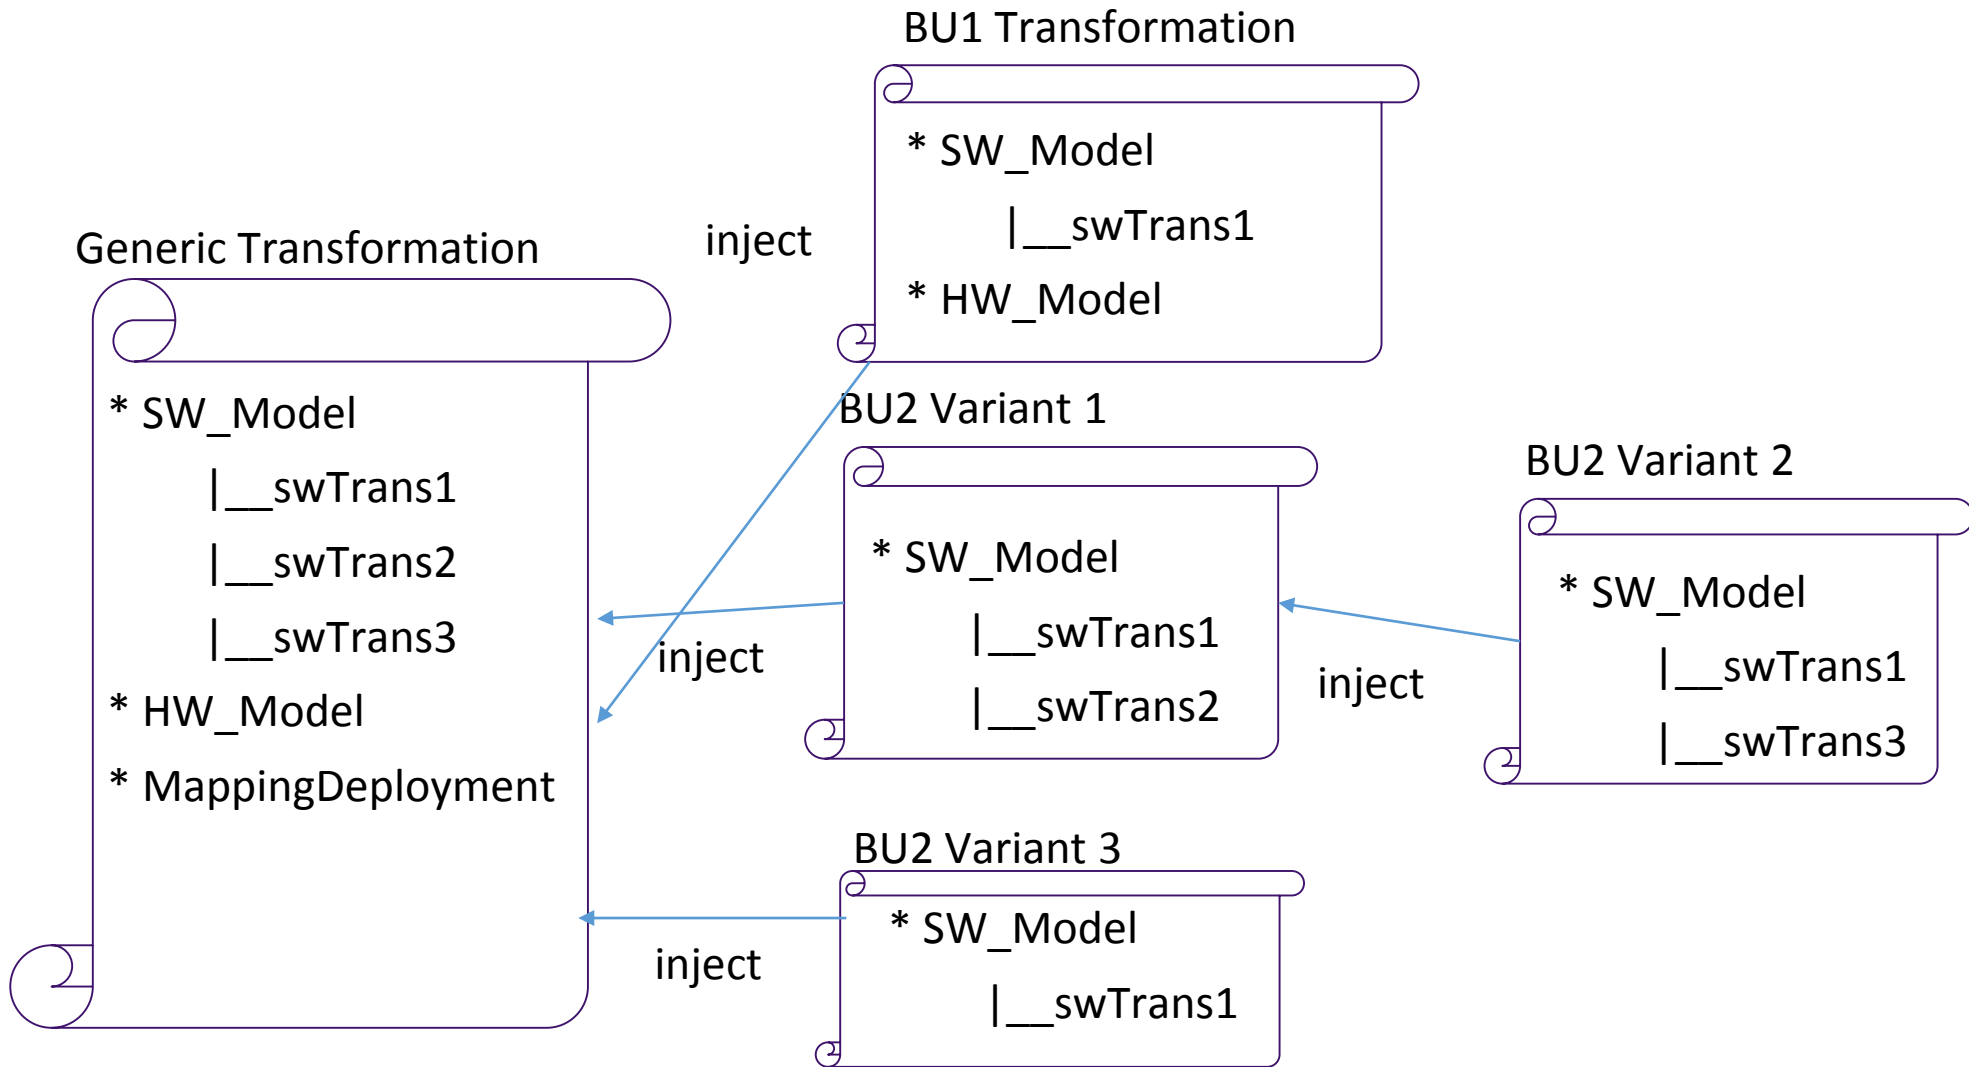 BU1 Transformation
* SW_Model
|__swTrans1
* HW_Model
inject
Generic Transformation
* SW_Model
|__swTrans1
|__swTrans2
|__swTrans3
* HW_Model
* MappingDeployment
BU2 Variant 1
* SW_Model
|__swTrans1
|__swTrans2
inject
BU2 Variant 2
* SW_Model
|__swTrans1
|__swTrans3
inject
BU2 Variant 3
* SW_Model
|__swTrans1
inject